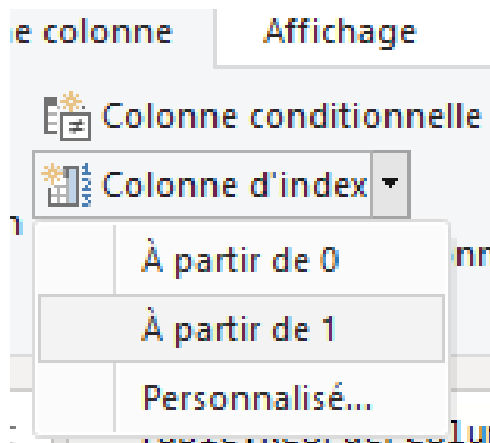 e colonne Affichage
Colonne conditionnelle
Colonne d'index
À partir de 0
À partir de 1
Personnalisé...